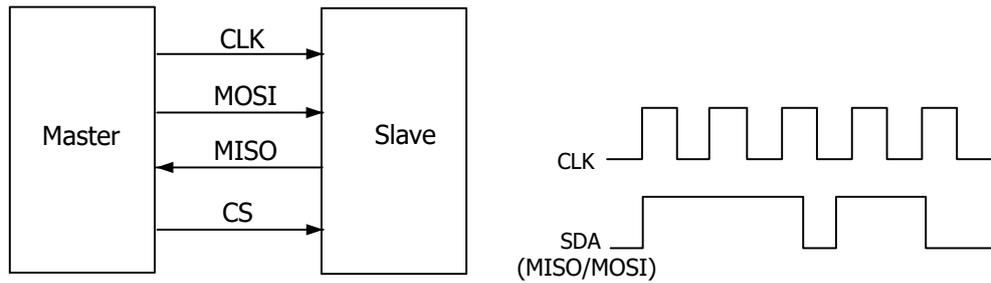 CLK
MOSI
Master
MISO
Slave
CS
CLK
SDA
(MISO/MOSI)